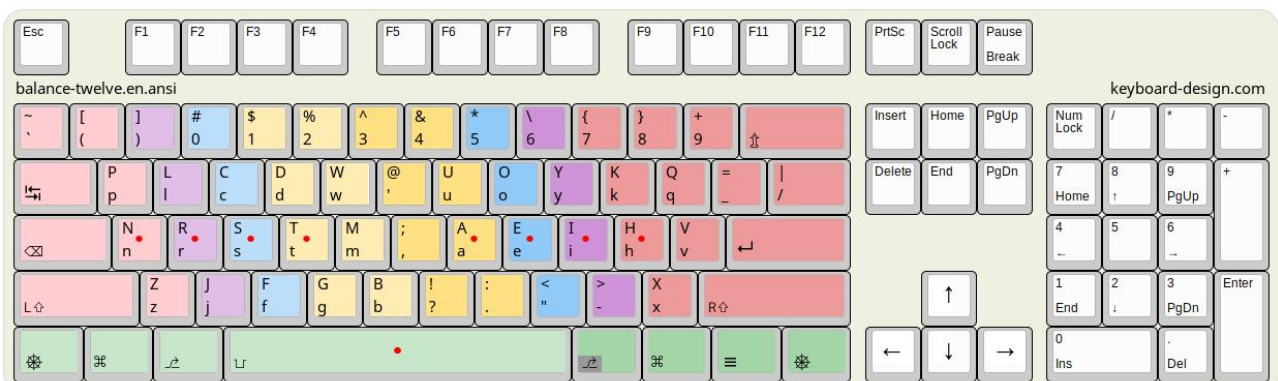 Esc F1 F2 F3 F4 F5 F6 F7 F8 F9 F10 F11 F12 PrtSc Scroll Lock Pause Break
balance-twelve.en.ansi keyboard-design.com
~ [ ] # $ % ^ & * \ { } + Insert Home PgUp Num Lock / * -
` ( ) 0 1 2 3 4 5 6 7 8 9 ⇧
P L C D W @ U O Y K Q = | Delete End PgDn 7 8 9 +
↹ p l c d w ' u o y k q _ / Home ↑ PgUp
N R S T M ; A E I H V 4 5 6
⌫ n r s t m , a e i h v ↵ ← →
Z J F G B ! : < > X ↑ 1 2 3 Enter
L⇧ z j f g b ? . " - x R⇧ End ↓ PgDn
⎈ ⌘ ⎇ ⎵ ⎇ ⌘ ≡ ⎈ ← ↓ → 0 .
Ins Del